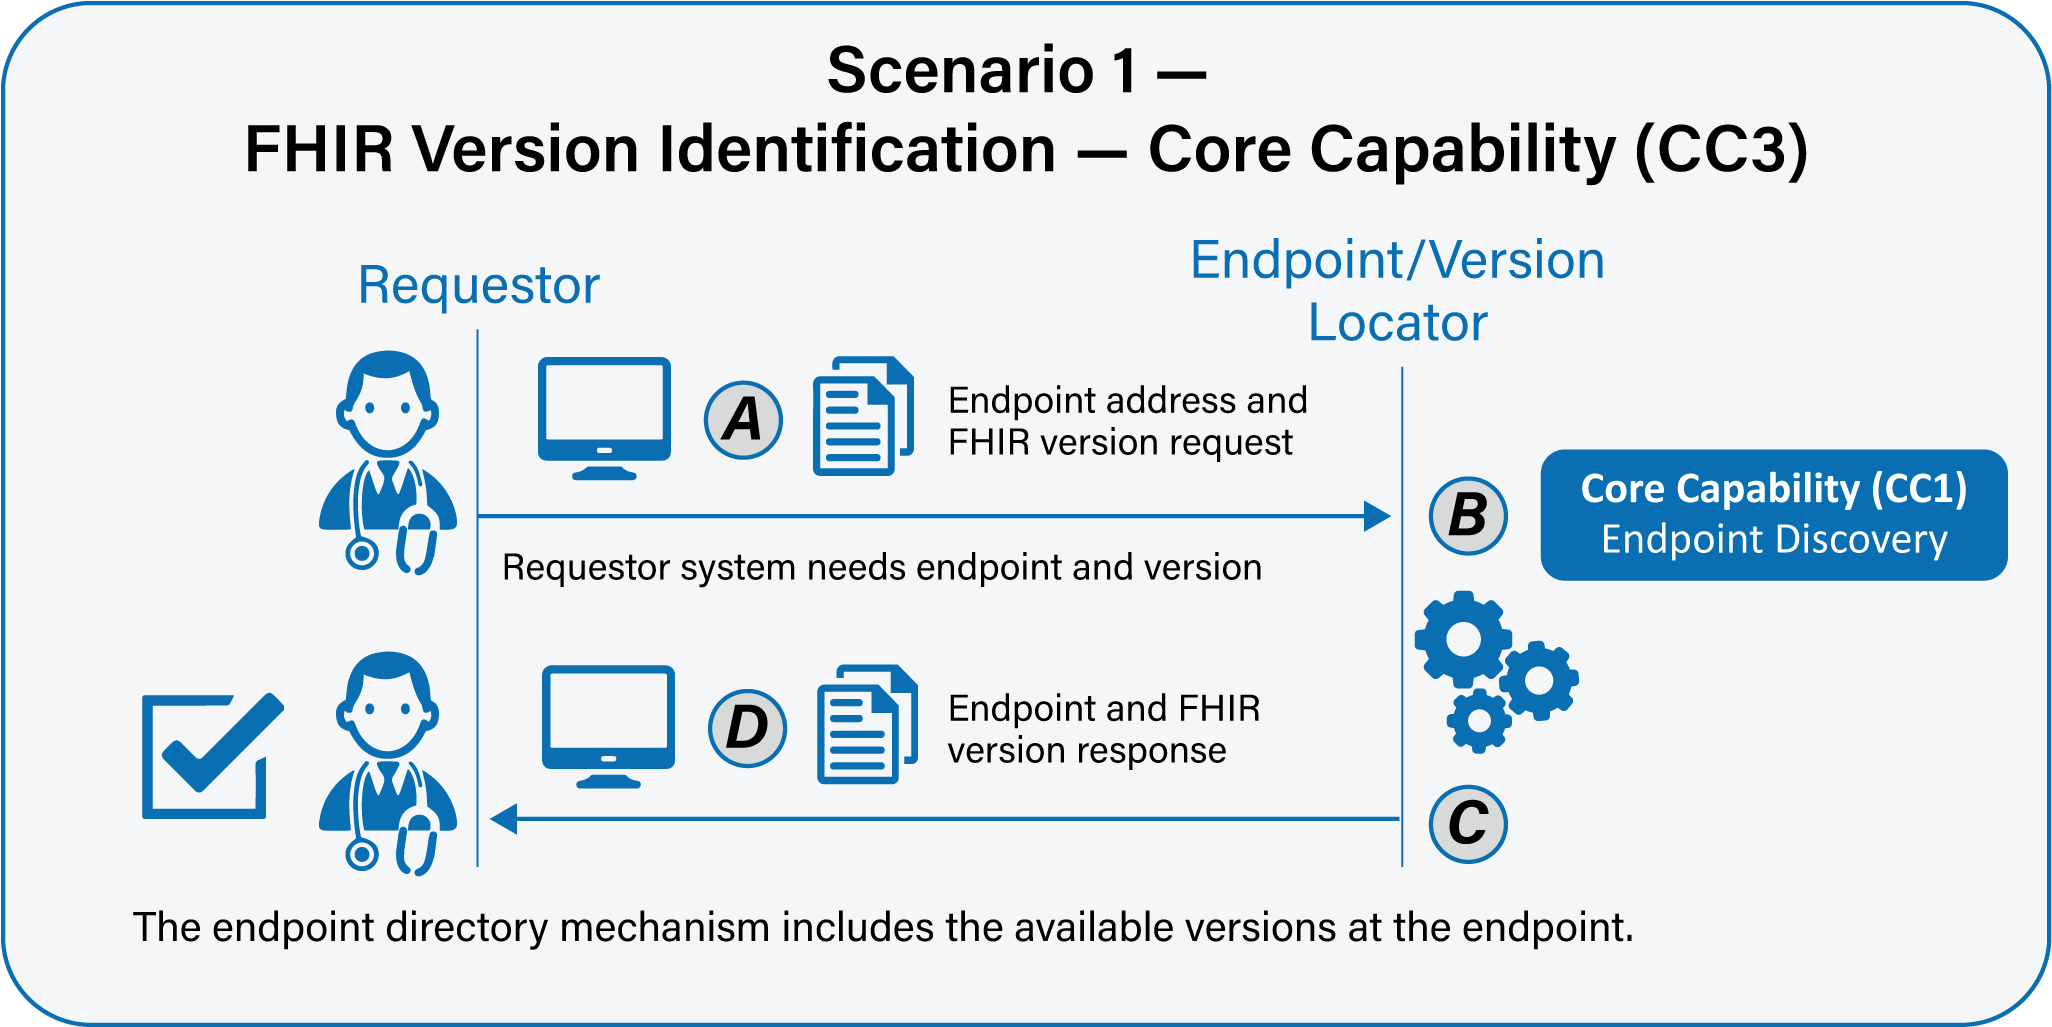 Scenario 1 —
FHIR Version Identification — Core Capability (CC3)
Requestor
Endpoint/Version
Locator
A
Endpoint address and
FHIR version request
B
Core Capability (CC1)
Endpoint Discovery
Requestor system needs endpoint and version
D
Endpoint and FHIR
version response
C
The endpoint directory mechanism includes the available versions at the endpoint.